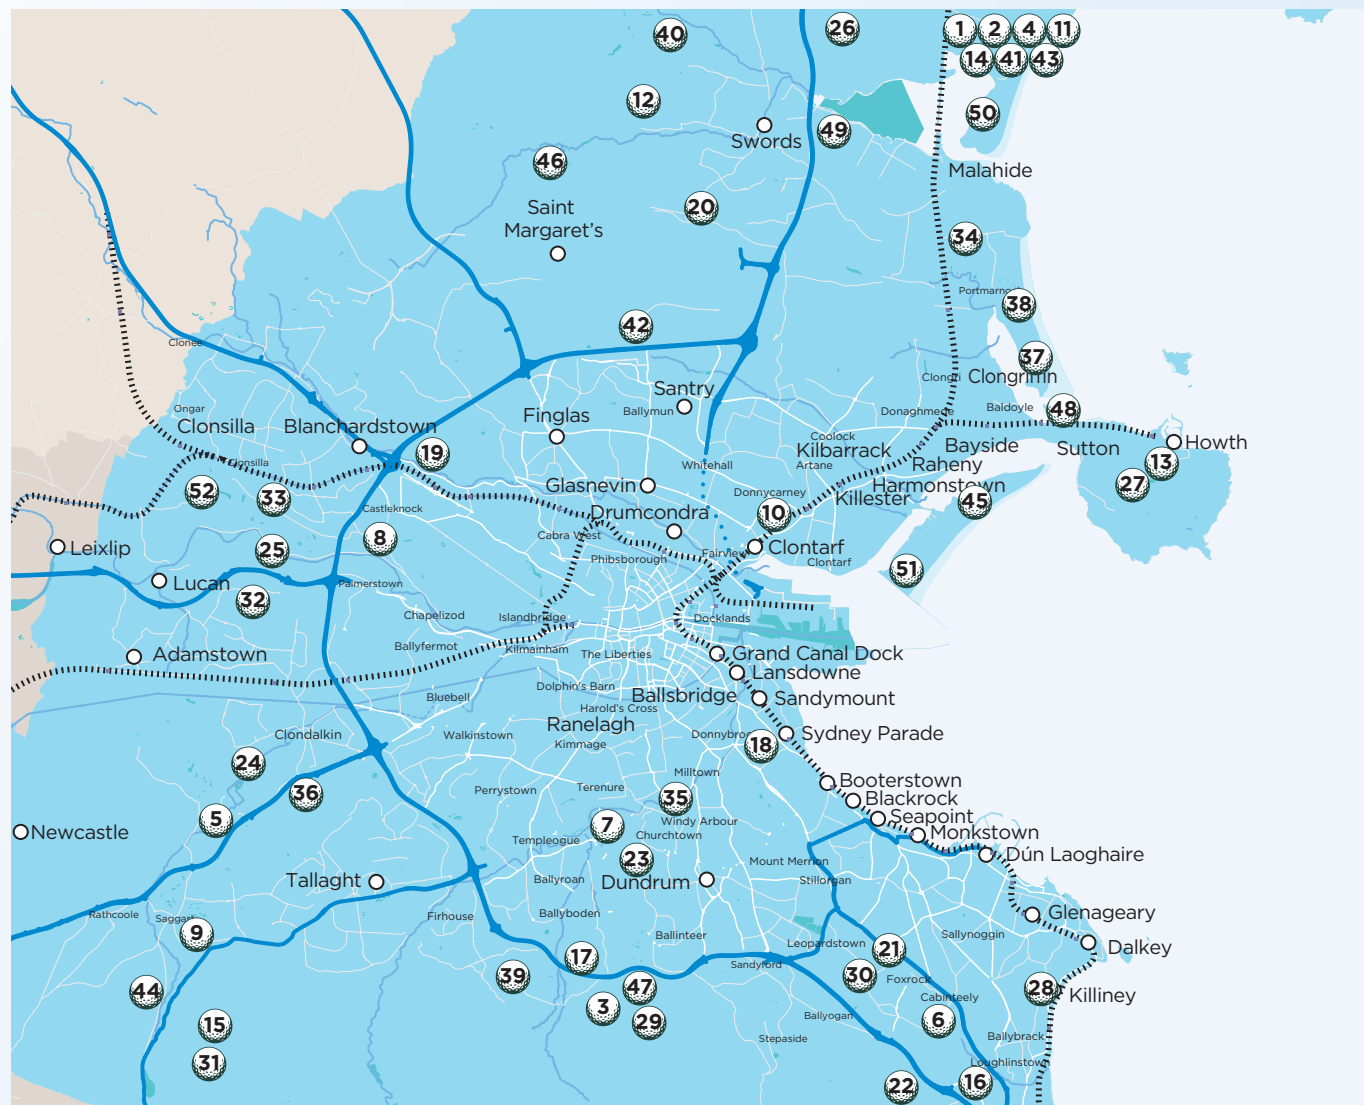 40
26
1
2
4
11
14
41
43
12
50
49
Swords
46
Malahide
20
Saint
Margaret's
34
Portmarnoc
38
42
Clonee
37
Clongri
Clongriffin
Santry
Ongar
Ballymun
Finglas
Donaghmede
Baldoyle
48
Clonsilla
Blanchardstown
Coolock
Kilbarrack
Bayside
Sutton
Howth
19
Clonsilla
Whitehall
Artane
Raheny
13
52
33
Glasnevin
Donnycarney
Killester
Harmonstown
27
45
Castleknock
Drumcondra
10
8
Cabra West
Leixlip
25
Phibsborough
Fairview
Clontarf
Clontarf
51
Lucan
Palmerstown
32
Chapelizod
Islandbridge
Docklands
Adamstown
Ballyfermot
Kilmainham
The Liberties
Grand Canal Dock
Lansdowne
Bluebell
Dolphin's Barn
Ballsbridge
Sandymount
Harold's Cross
Ranelagh
Clondalkin
Walkinstown
Kimmage
Donnybroo
18
Sydney Parade
24
Milltown
36
Perrystown
Terenure
35
Booterstown
Blackrock
5
Windy Arbour
Seapoint
Newcastle
7
Churchtown
Monkstown
Templeogue
23
Mount Merrion
Dún Laoghaire
Tallaght
Ballyroan
Dundrum
Stillorgan
Rathcoole
Saggart
Firhouse
Ballyboden
Glenageary
9
Ballinteer
Leopardstown
Sallynoggin
Dalkey
17
Sandyford
21
39
47
30
Foxrock
44
3
Cabinteely
28
Killiney
15
29
Ballyogan
6
Stepaside
Ballybrack
31
Loughlinstown
22
16